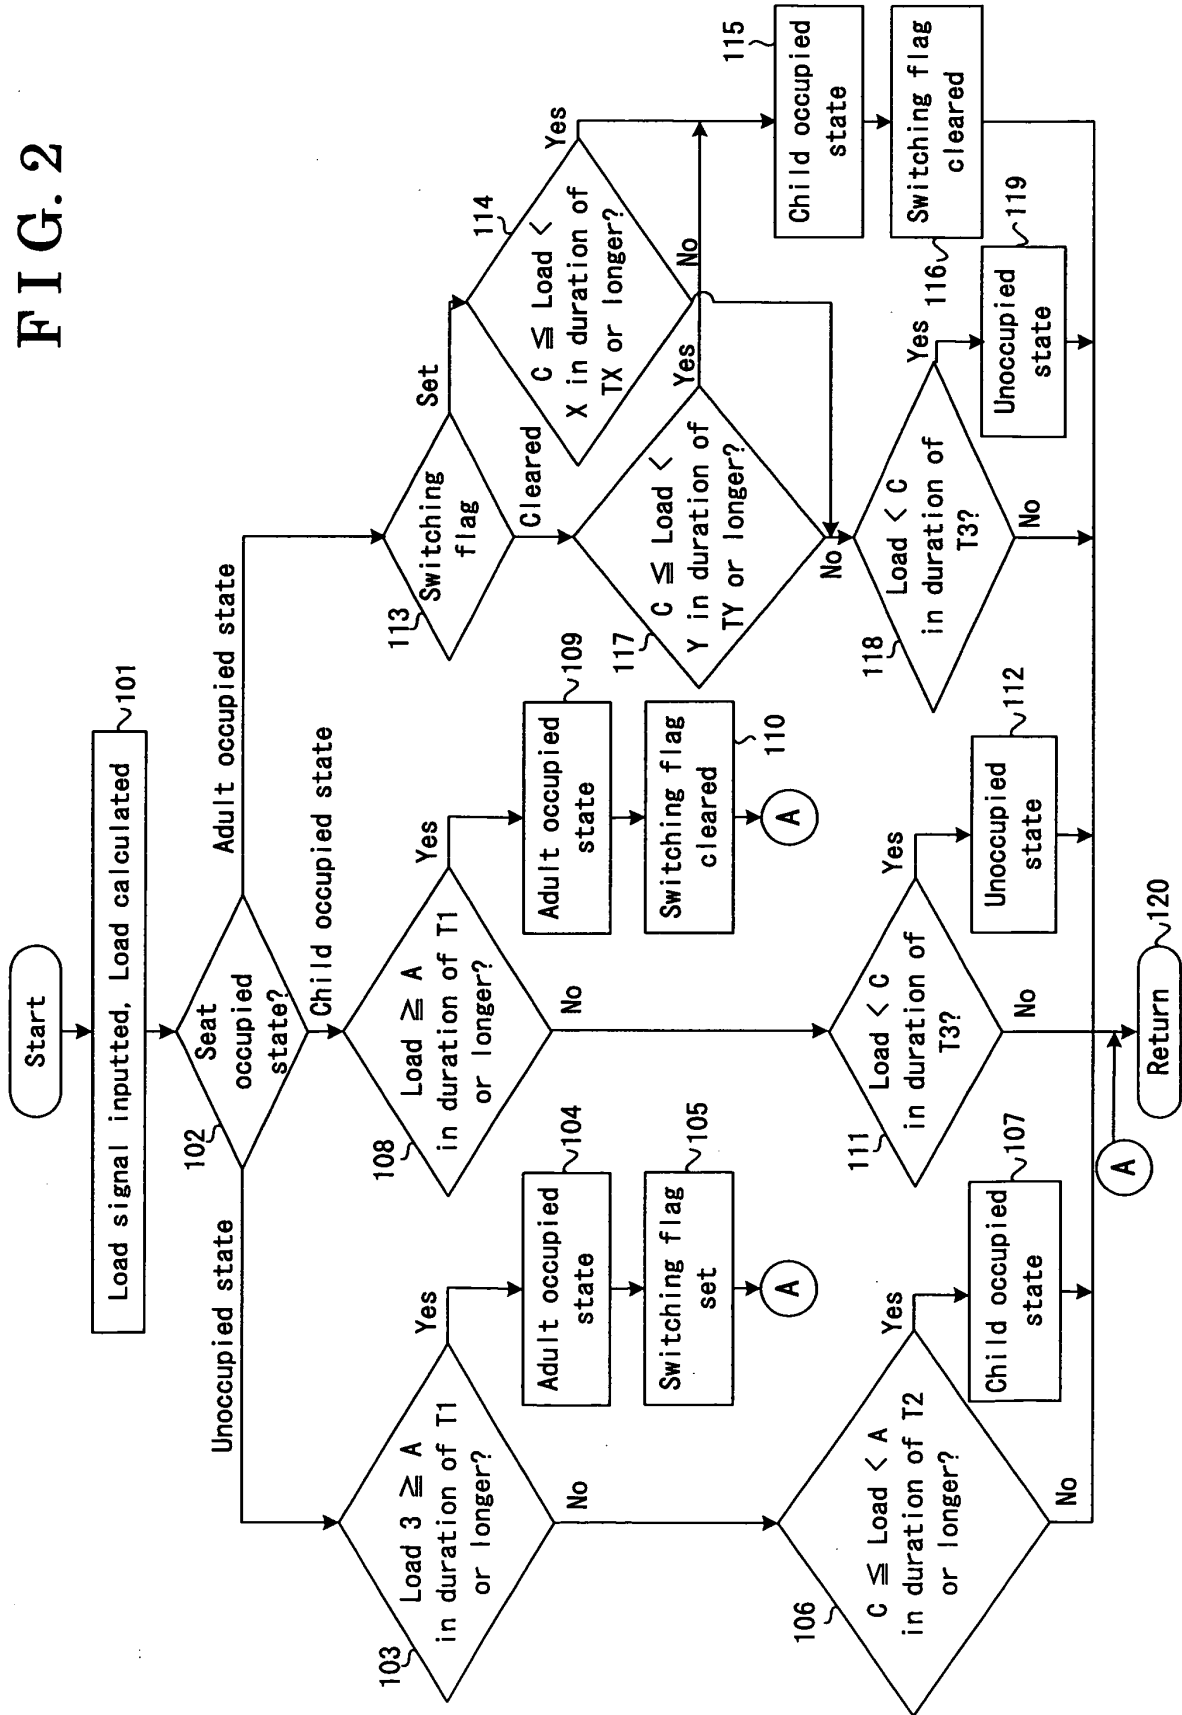 FIG. 2
Start
Load signal inputted, Load calculated
101
Seat
occupied
state?
102
Unoccupied state
Child occupied state
Adult occupied state
Load 3 ≧ A
in duration of T1
or longer?
103
Yes
No
Adult occupied
state
104
Switching flag
set
105
A
C ≦ Load < A
in duration of T2
or longer?
106
Yes
No
Child occupied
state
107
Load ≧ A
in duration of T1
or longer?
108
Yes
No
Adult occupied
state
109
Switching flag
cleared
110
A
Load < C
in duration of
T3?
111
Yes
No
Unoccupied
state
112
Switching
flag
113
Set
Cleared
C ≦ Load <
X in duration of
TX or longer?
114
Yes
No
Child occupied
state
115
Switching flag
cleared
116
C ≦ Load <
Y in duration of
TY or longer?
117
Yes
No
Load < C
in duration of
T3?
118
Yes
No
Unoccupied
state
119
A
Return
120